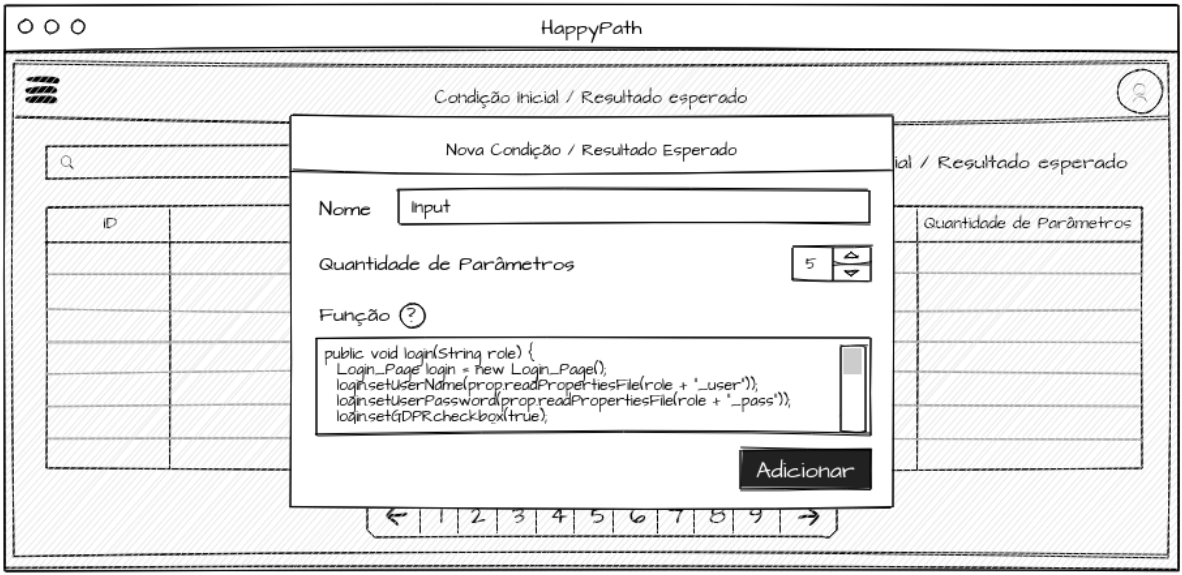 HappyPath
Condição inicial / Resultado esperado
Nova Condição / Resultado Esperado
ial / Resultado esperado
Nome
Input
ID
Quantidade de Parâmetros
Quantidade de Parâmetros
5
Função ?
public void login(String role) {
Login_Page login = new Login_Page();
login.setUserName(prop.readPropertiesFile(role + "_user"));
login.setUserPassword(prop.readPropertiesFile(role + "_pass"));
login.setGDPRcheckbox(true);
Adicionar
1 2 3 4 5 6 7 8 9